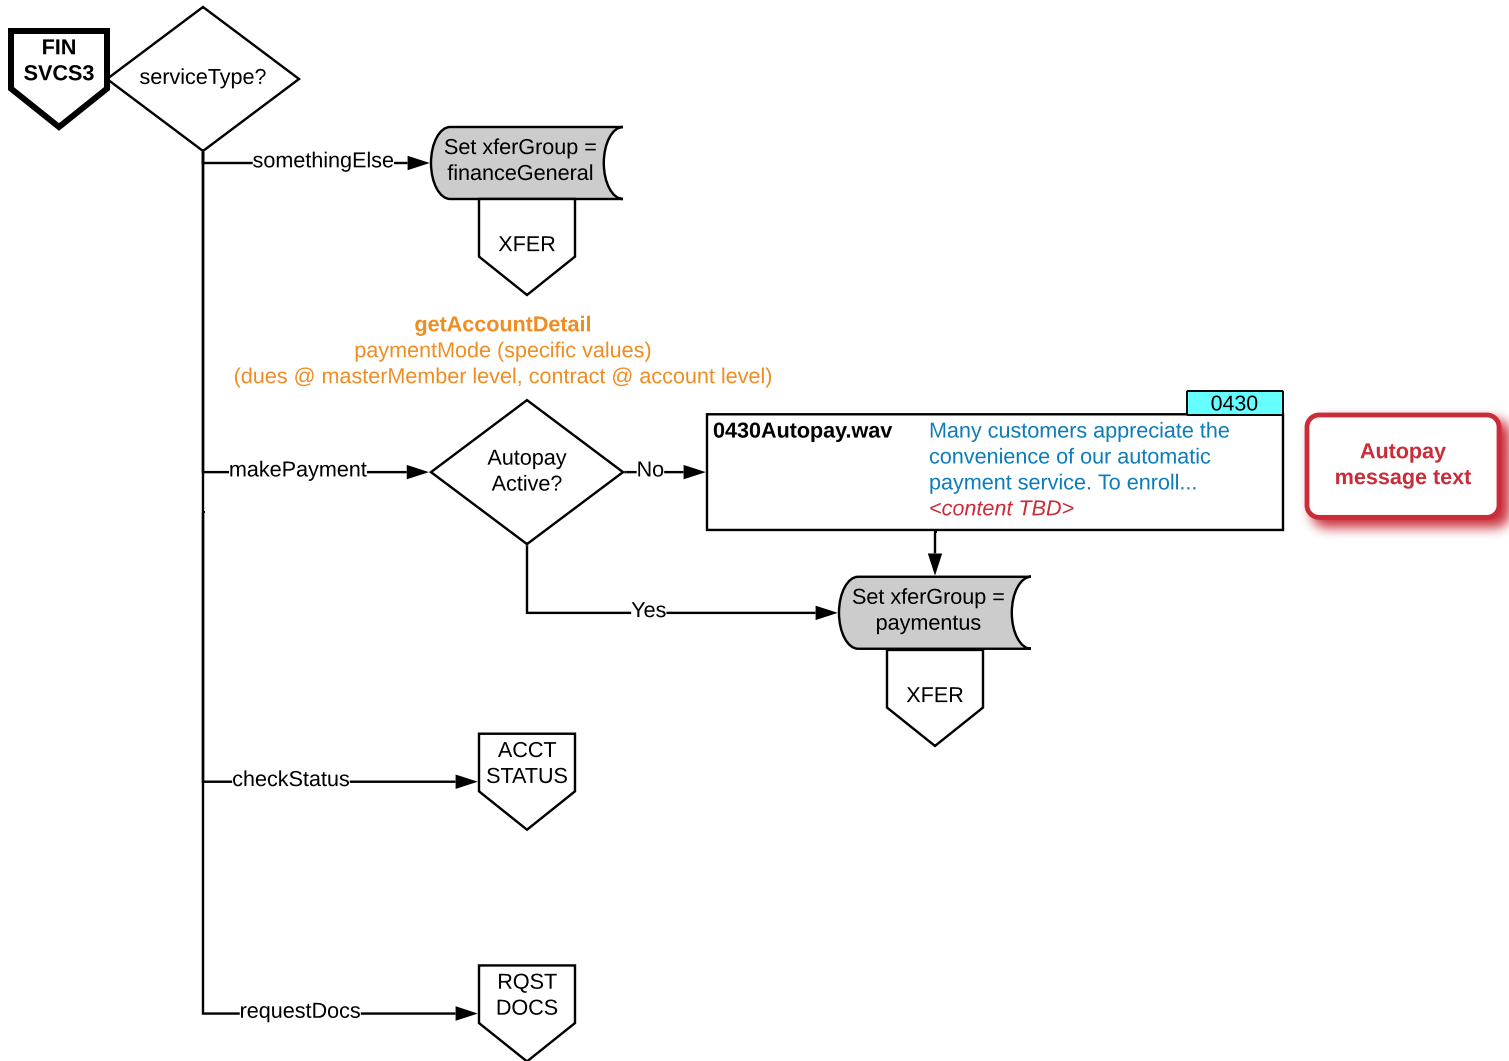 FIN
SVCS3
serviceType?
somethingElse
Set xferGroup =
financeGeneral
XFER
getAccountDetail
paymentMode (specific values)
(dues @ masterMember level, contract @ account level)
makePayment
Autopay
Active?
No
0430
0430Autopay.wav
Many customers appreciate the
convenience of our automatic
payment service. To enroll...
<content TBD>
Autopay
message text
Yes
Set xferGroup =
paymentus
XFER
checkStatus
ACCT
STATUS
requestDocs
RQST
DOCS